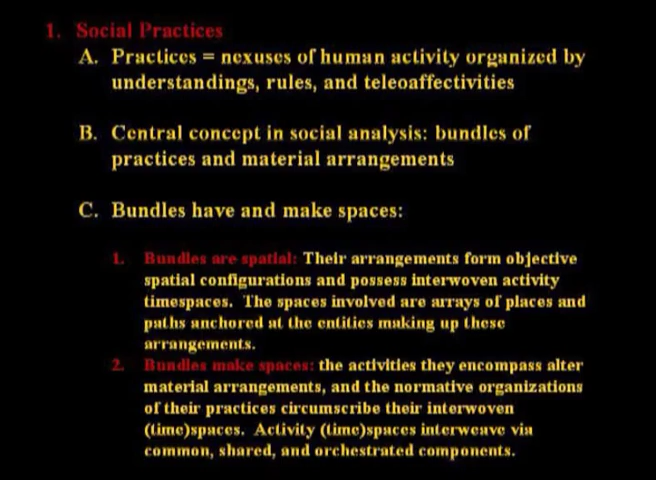 1. Social Practices
A. Practices = nexuses of human activity organized by
understandings, rules, and teleoaffectivities
B. Central concept in social analysis: bundles of
practices and material arrangements
C. Bundles have and make spaces:
1. Bundles are spatial: Their arrangements form objective
spatial configurations and possess interwoven activity
timespaces. The spaces involved are arrays of places and
paths anchored at the entities making up these
arrangements.
2. Bundles make spaces: the activities they encompass alter
material arrangements, and the normative organizations
of their practices circumscribe their interwoven
(time)spaces. Activity (time)spaces interweave via
common, shared, and orchestrated components.